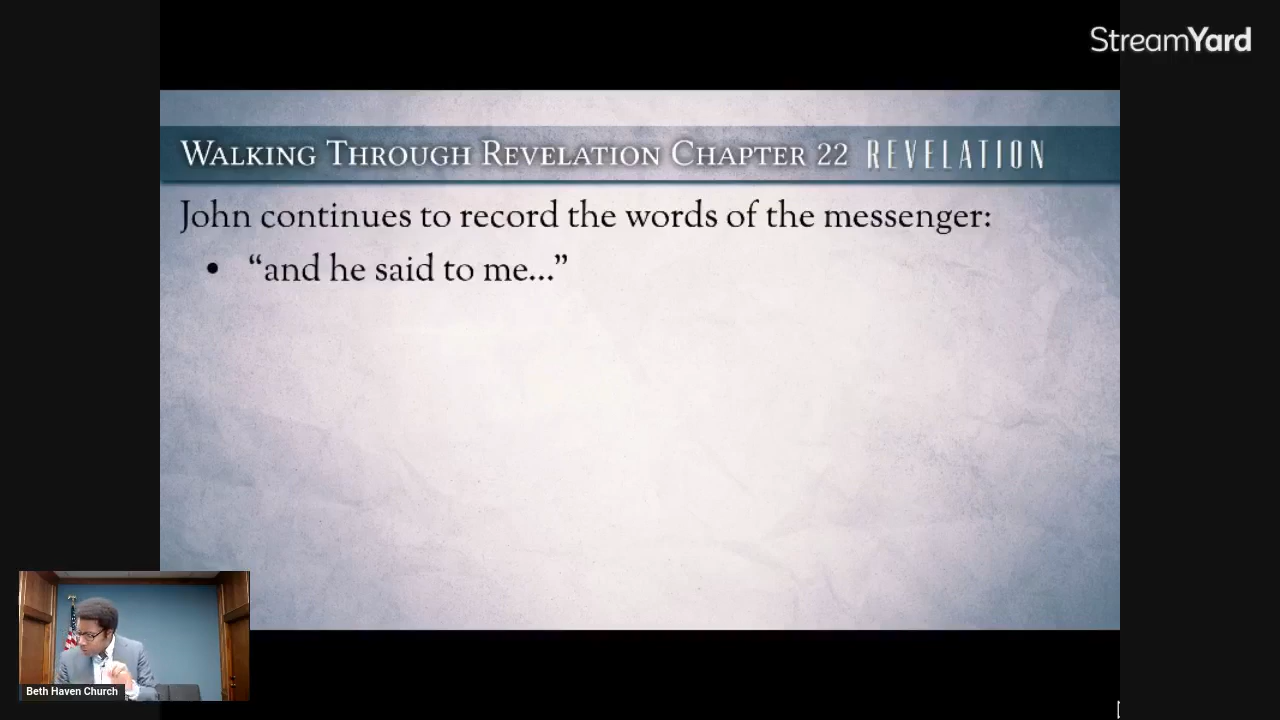 StreamYard
Walking Through Revelation Chapter 22 REVELATION
John continues to record the words of the messenger:
• “and he said to me…”
Beth Haven Church